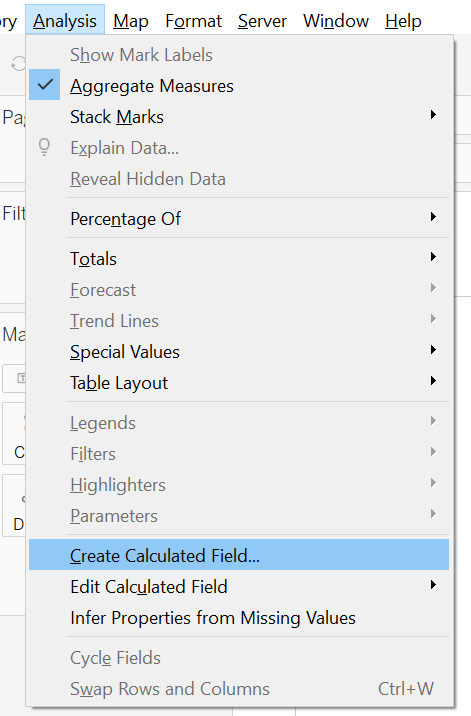 ry Analysis Map Format Server Window Help
Show Mark Labels
Aggregate Measures
Pag
Stack Marks
Explain Data...
Reveal Hidden Data
Filt
Percentage Of
Totals
Forecast
Trend Lines
Ma
Special Values
Table Layout
Legends
C
Filters
Highlighters
Parameters
D
Create Calculated Field...
Edit Calculated Field
Infer Properties from Missing Values
Cycle Fields
Swap Rows and Columns Ctrl+W